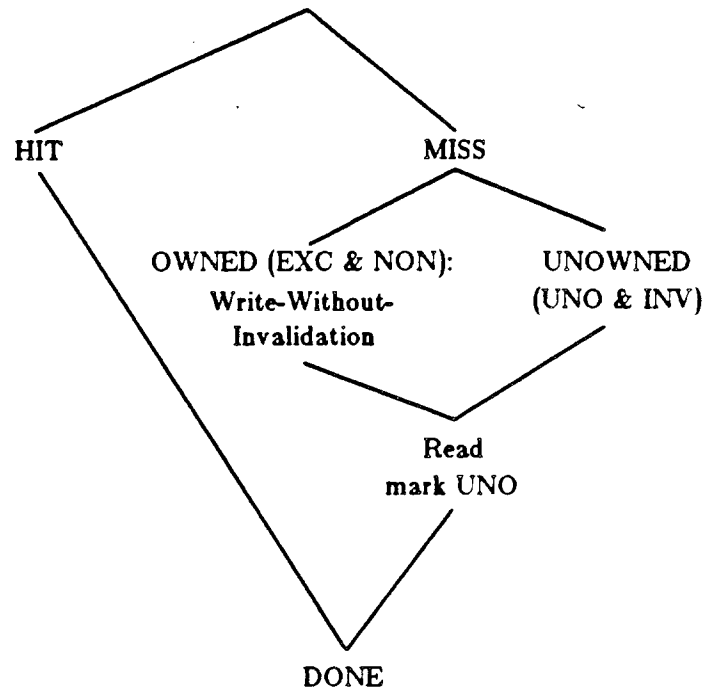 HIT
MISS
OWNED (EXC & NON):
Write-Without-
Invalidation
UNOWNED
(UNO & INV)
Read
mark UNO
DONE